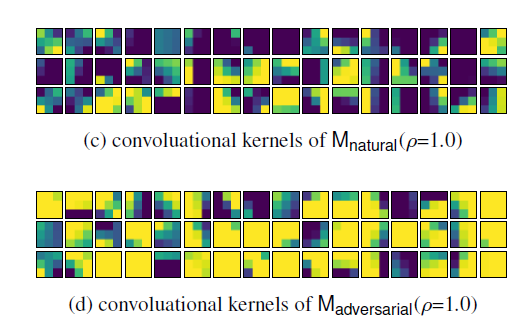 (c) convoluational kernels of Mnatural(ρ=1.0)
(d) convoluational kernels of Madversarial(ρ=1.0)